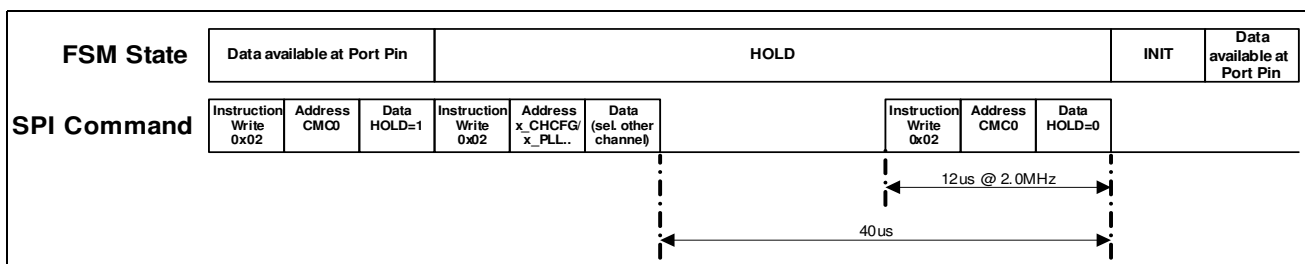 FSM State
Data available at Port Pin
HOLD
INIT
Data
available at
Port Pin
SPI Command
Instruction
Write
0x02
Address
CMC0
Data
HOLD=1
Instruction
Write
0x02
Address
x_CHCFG/
x_PLL..
Data
(sel. other
channel)
Instruction
Write
0x02
Address
CMC0
Data
HOLD=0
12us @ 2.0MHz
40us